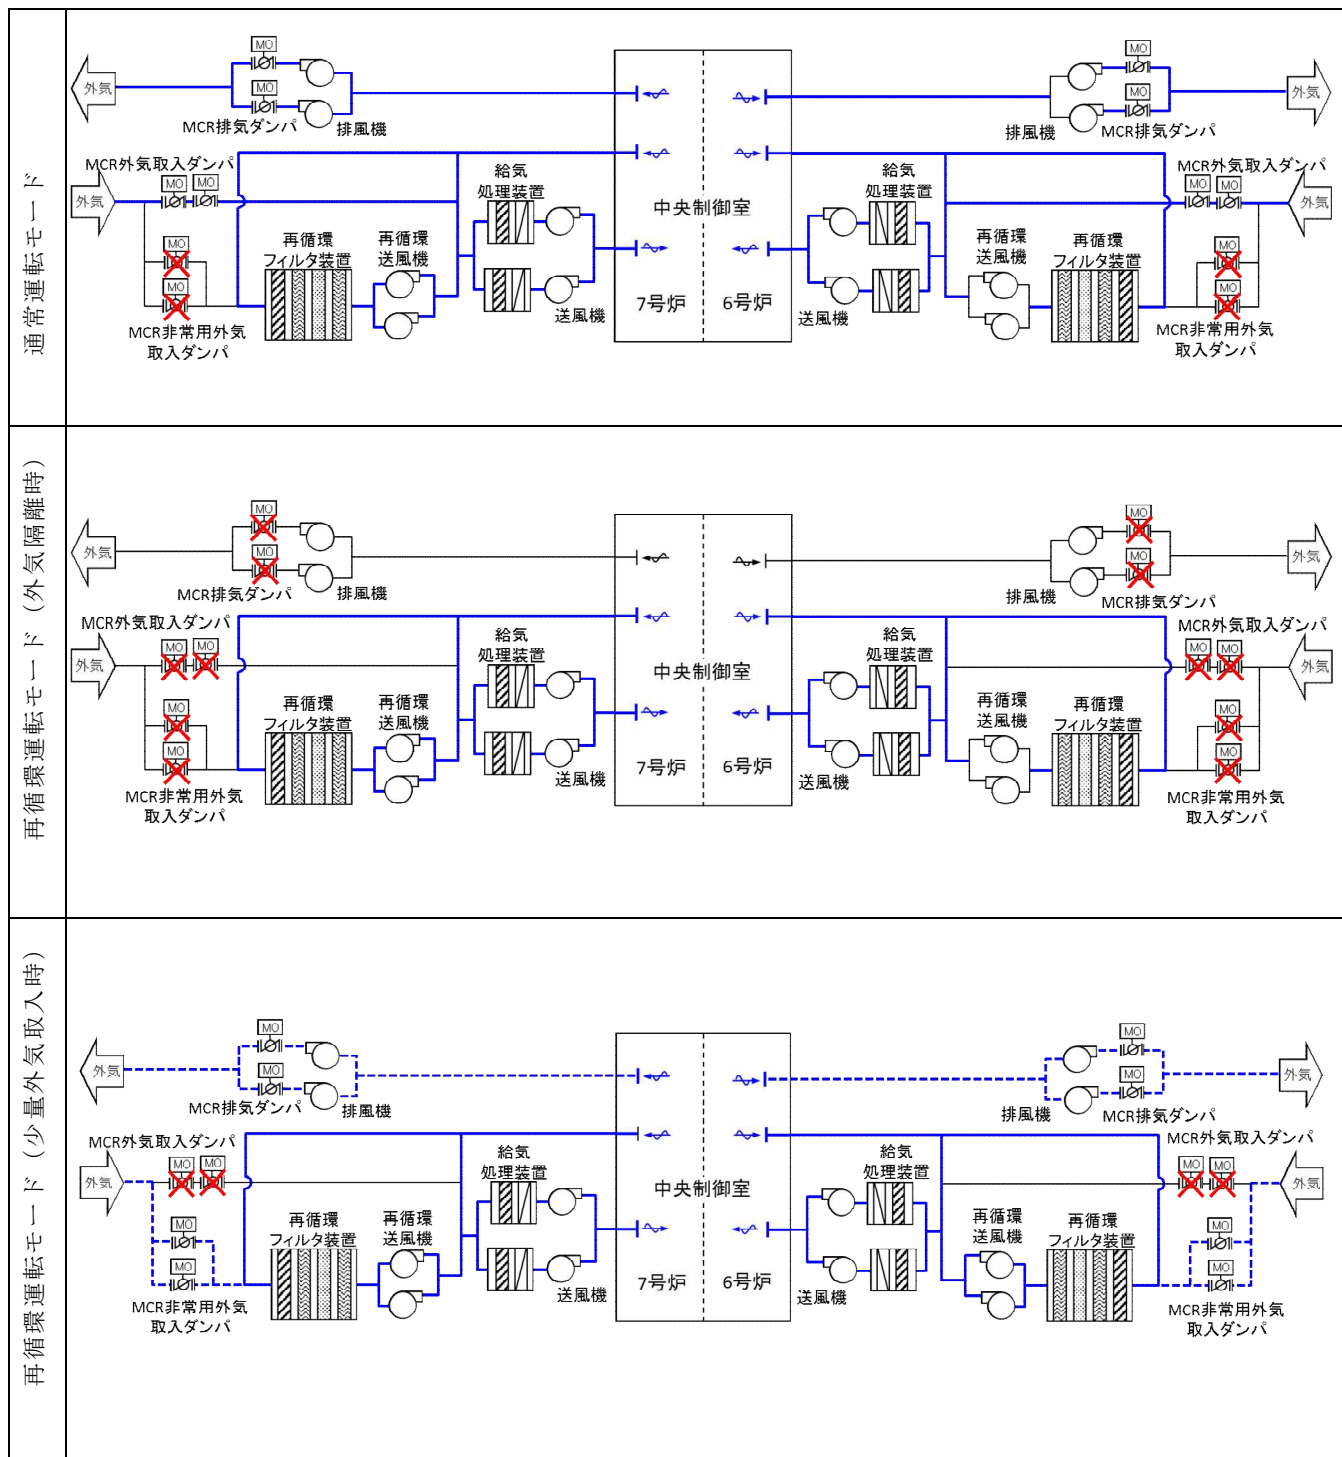 通常運転モード
MO
MO
外気
MCR排気ダンパ
排風機
MCR外気取入ダンパ
MO
MO
外気
MO
MO
MCR非常用外気
取入ダンパ
再循環
フィルタ装置
再循環
送風機
給気
処理装置
送風機
中央制御室
7号炉
6号炉
MO
MO
外気
排風機
MCR排気ダンパ
給気
処理装置
送風機
再循環
送風機
再循環
フィルタ装置
MCR外気取入ダンパ
MO
MO
外気
MO
MO
MCR非常用外気
取入ダンパ
再循環運転モード（外気隔離時）
MO
MO
外気
MCR排気ダンパ
排風機
MCR外気取入ダンパ
MO
MO
外気
MO
MO
MCR非常用外気
取入ダンパ
再循環
フィルタ装置
再循環
送風機
給気
処理装置
送風機
中央制御室
7号炉
6号炉
MO
MO
外気
排風機
MCR排気ダンパ
給気
処理装置
送風機
再循環
送風機
再循環
フィルタ装置
MCR外気取入ダンパ
MO
MO
外気
MO
MO
MCR非常用外気
取入ダンパ
再循環運転モード（少量外気取入時）
MO
MO
外気
MCR排気ダンパ
排風機
MCR外気取入ダンパ
MO
MO
外気
MO
MO
MCR非常用外気
取入ダンパ
再循環
フィルタ装置
再循環
送風機
給気
処理装置
送風機
中央制御室
7号炉
6号炉
MO
MO
外気
排風機
MCR排気ダンパ
給気
処理装置
送風機
再循環
送風機
再循環
フィルタ装置
MCR外気取入ダンパ
MO
MO
外気
MO
MO
MCR非常用外気
取入ダンパ